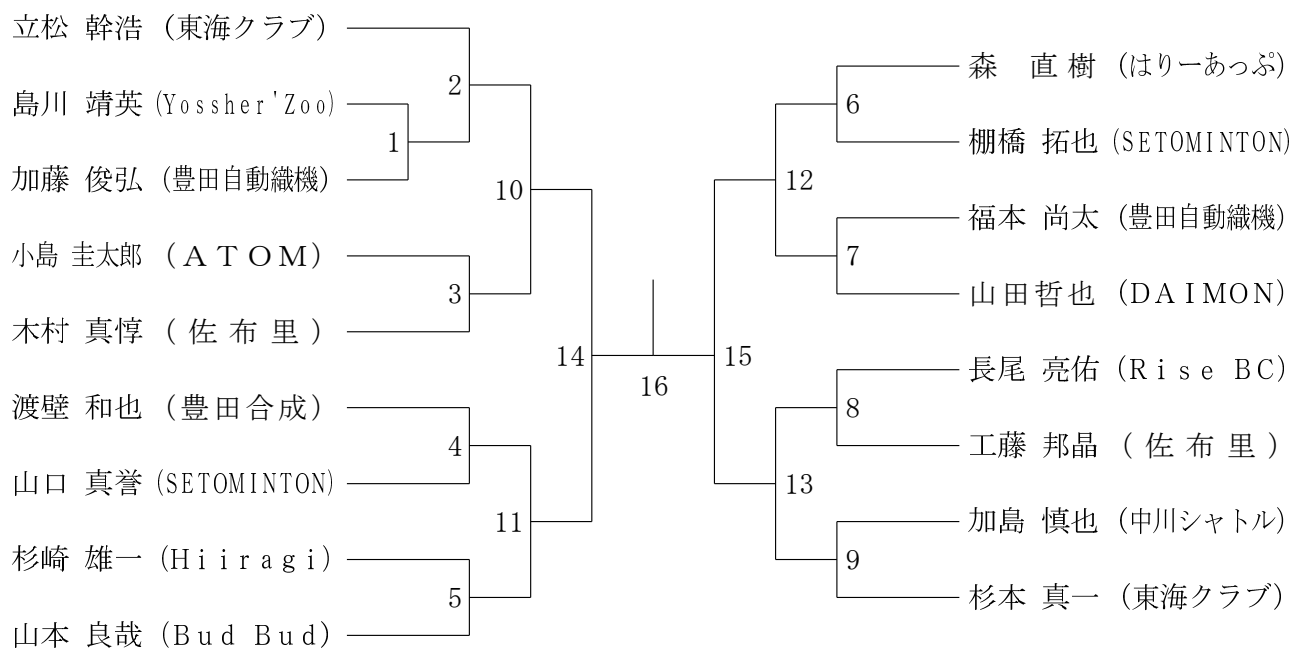 立松 幹浩 (東海クラブ)
島川 靖英 (Yossher'Zoo)
加藤 俊弘 (豊田自動織機)
小島 圭太郎 (ATOM)
木村 真惇 (佐布里)
渡壁 和也 (豊田合成)
山口 真誉 (SETOMINTON)
杉崎 雄一 (Hiiragi)
山本 良哉 (Bud Bud)
1
2
3
4
5
10
11
14
16
15
12
13
6
7
8
9
森 直樹 (はりーあっぷ)
棚橋 拓也 (SETOMINTON)
福本 尚太 (豊田自動織機)
山田哲也 (DAIMON)
長尾 亮佑 (Rise BC)
工藤 邦晶 (佐布里)
加島 慎也 (中川シャトル)
杉本 真一 (東海クラブ)